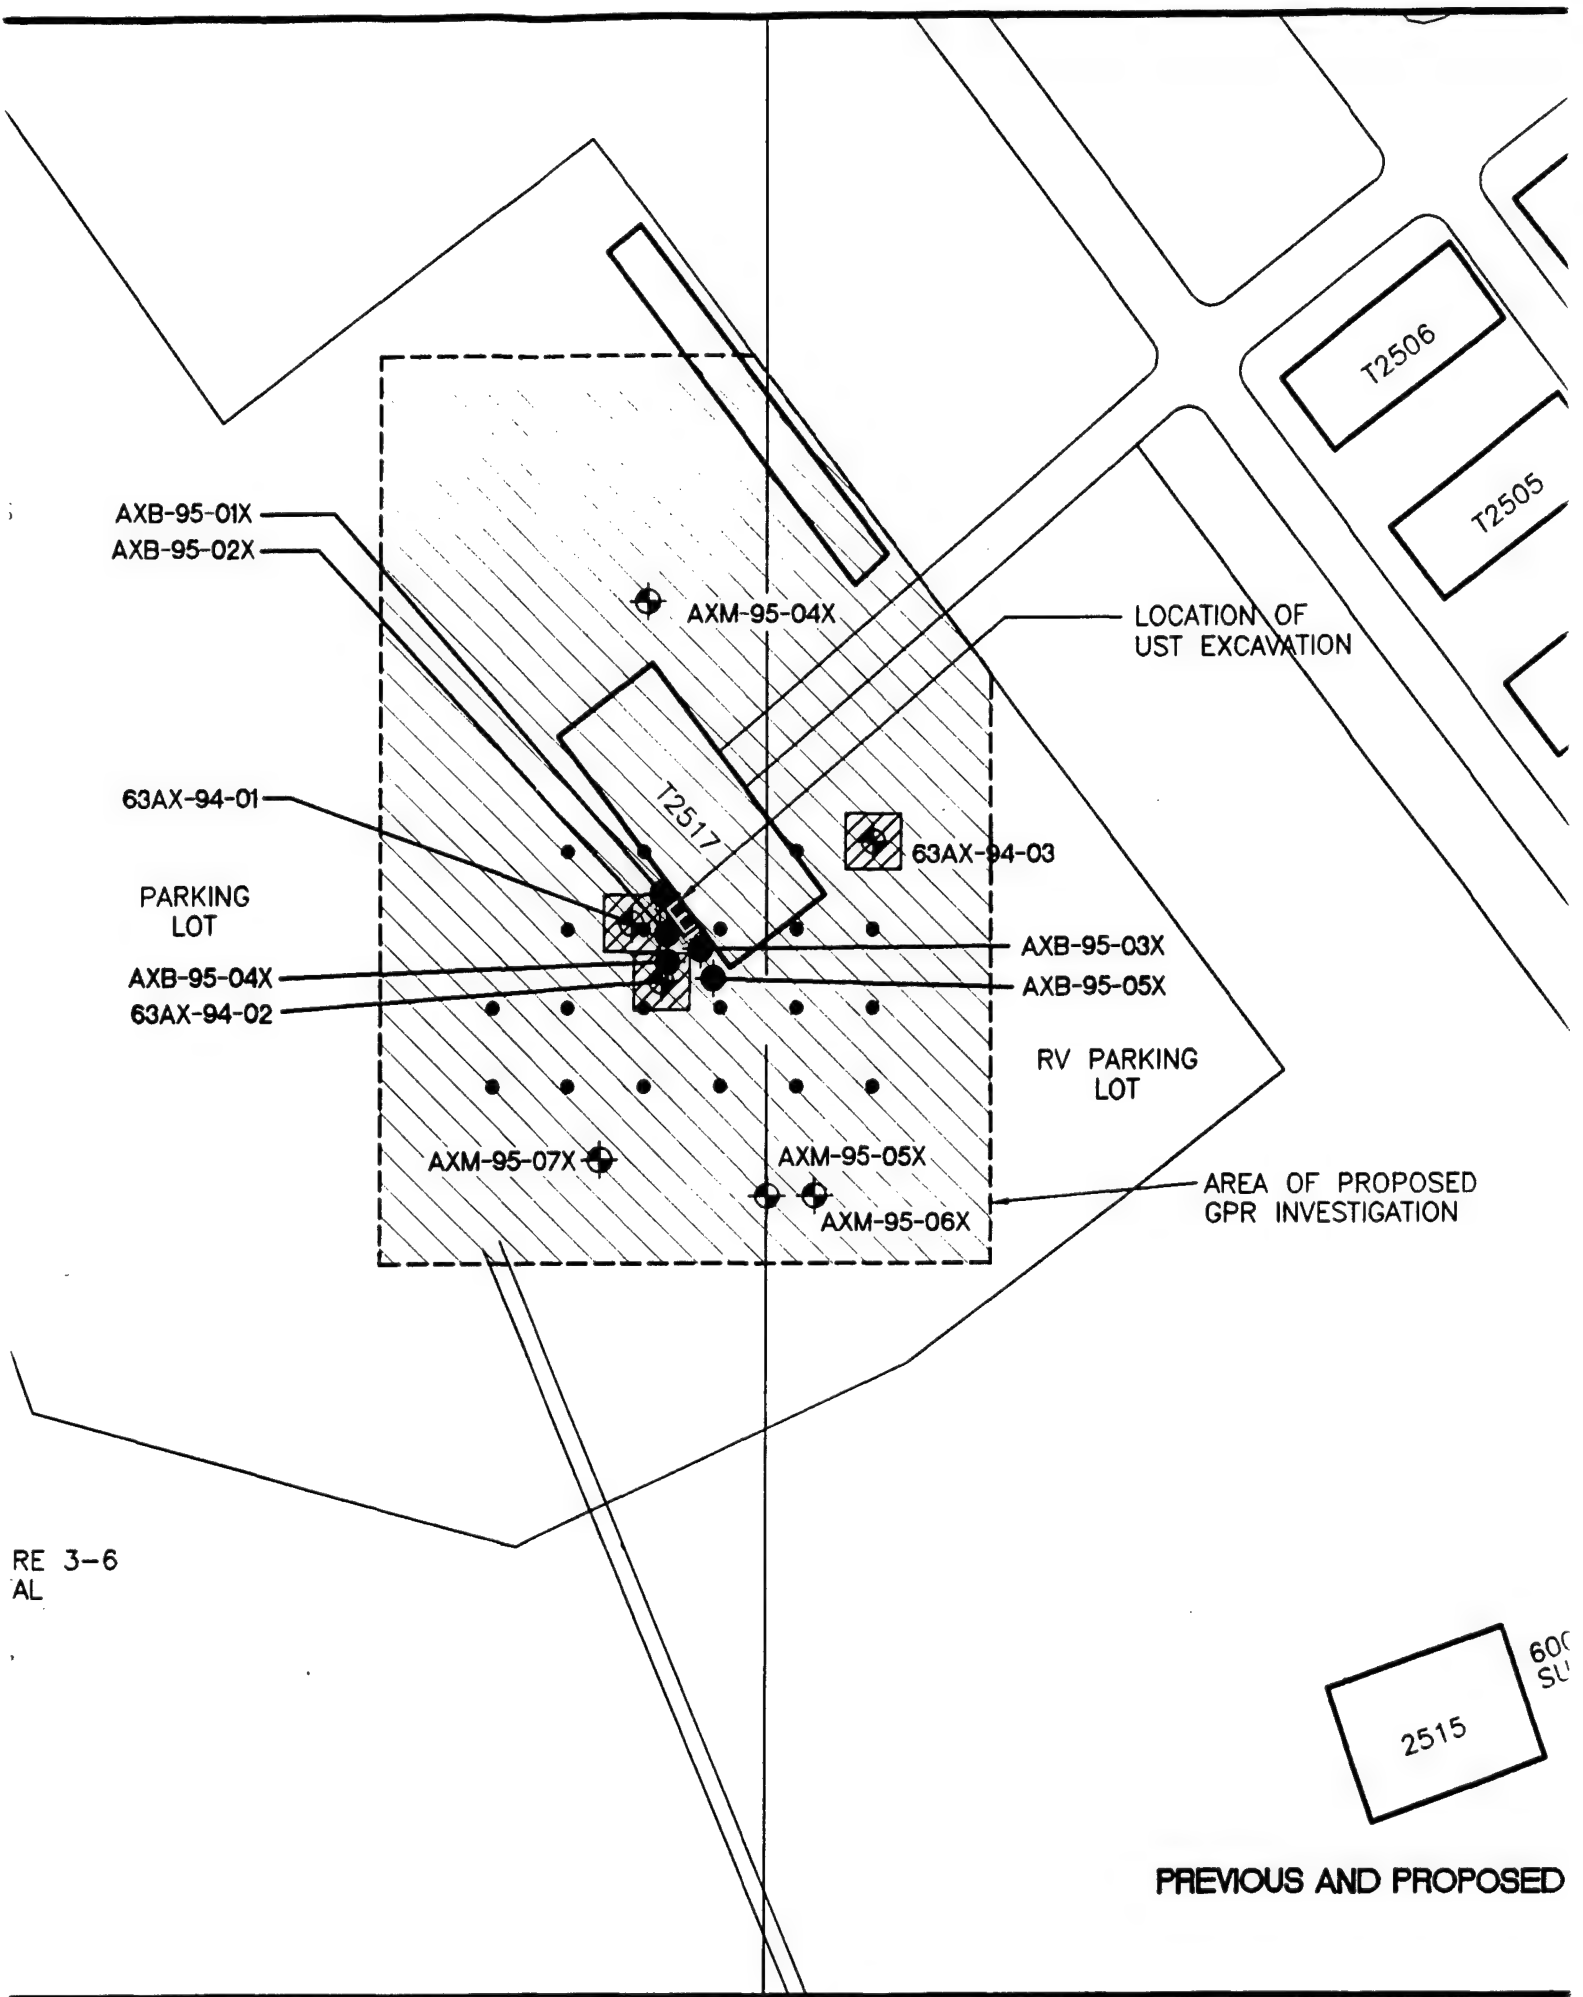 T2506
T2505
AXB-95-01X
AXB-95-02X
AXM-95-04X
LOCATION OF
UST EXCAVATION
63AX-94-01
T2517
63AX-94-03
PARKING
LOT
AXB-95-03X
AXB-95-04X
AXB-95-05X
63AX-94-02
RV PARKING
LOT
AXM-95-07X
AXM-95-05X
AXM-95-06X
AREA OF PROPOSED
GPR INVESTIGATION
RE 3-6
AL
2515
PREVIOUS AND PROPOSED